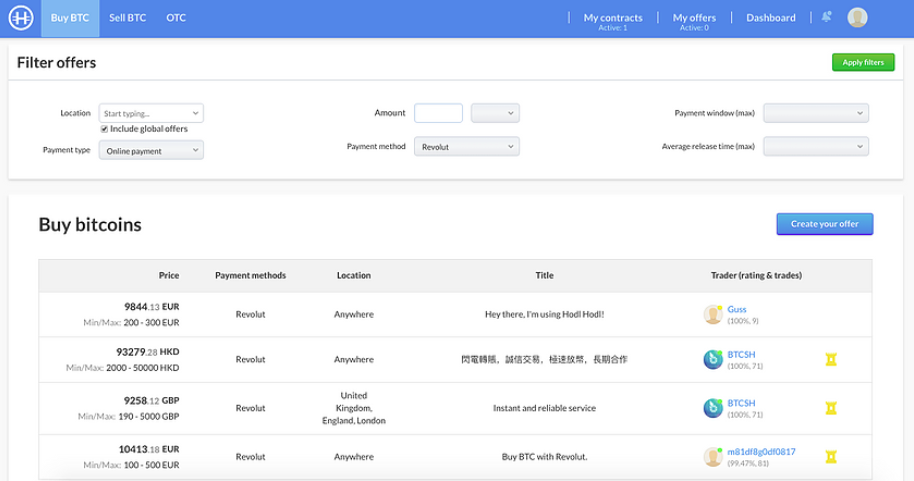 Buy BTC Sell BTC OTC My contracts My offers Dashboard
Active: 1 Active: 0
Filter offers Apply filters
Location Start typing... Amount Payment window (max)
Include global offers
Payment type Online payment Payment method Revolut Average release time (max)
Buy bitcoins Create your offer
Price Payment methods Location Title Trader (rating & trades)
9844.13 EUR Revolut Anywhere Hey there, I'm using Hodl Hodl! Guss
Min/Max: 200 - 300 EUR (100%, 9)
93279.28 HKD Revolut Anywhere 閃電轉賬，誠信交易，極速放幣，長期合作 BTCSH
Min/Max: 2000 - 50000 HKD (100%, 71)
9258.12 GBP Revolut United Instant and reliable service BTCSH
Min/Max: 190 - 5000 GBP Kingdom, (100%, 71)
England, London
10413.18 EUR Revolut Anywhere Buy BTC with Revolut. m81df8g0df0817
Min/Max: 100 - 500 EUR (99.47%, 81)